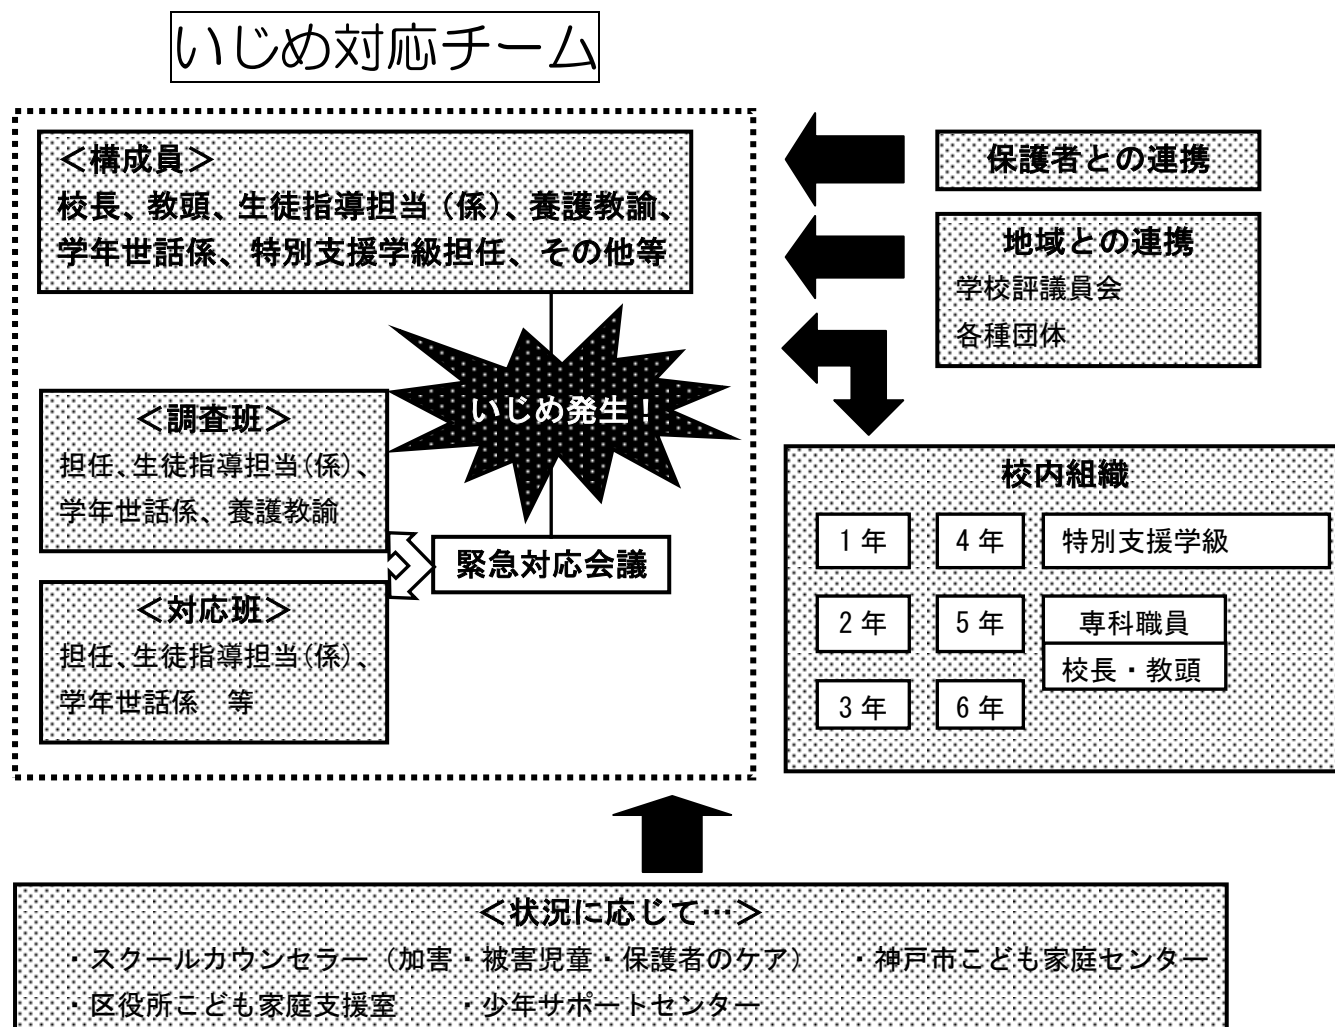 いじめ対応チーム
＜構成員＞
校長、教頭、生徒指導担当（係）、養護教諭、
学年世話係、特別支援学級担任、その他等
いじめ発生！
＜調査班＞
担任、生徒指導担当(係)、
学年世話係、養護教諭
緊急対応会議
＜対応班＞
担任、生徒指導担当(係)、
学年世話係　等
保護者との連携
地域との連携
学校評議員会
各種団体
校内組織
1年
4年
特別支援学級
2年
5年
専科職員
校長・教頭
3年
6年
＜状況に応じて…＞
・スクールカウンセラー（加害・被害児童・保護者のケア）　・神戸市こども家庭センター
・区役所こども家庭支援室　　・少年サポートセンター